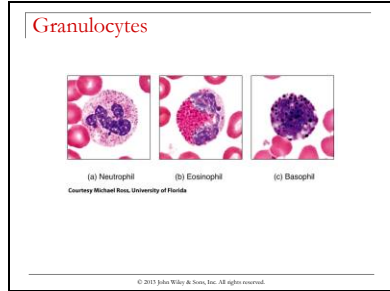 Granulocytes
(a) Neutrophil (b) Eosinophil (c) Basophil
Courtesy Michael Ross, University of Florida
© 2013 John Wiley & Sons, Inc. All rights reserved.